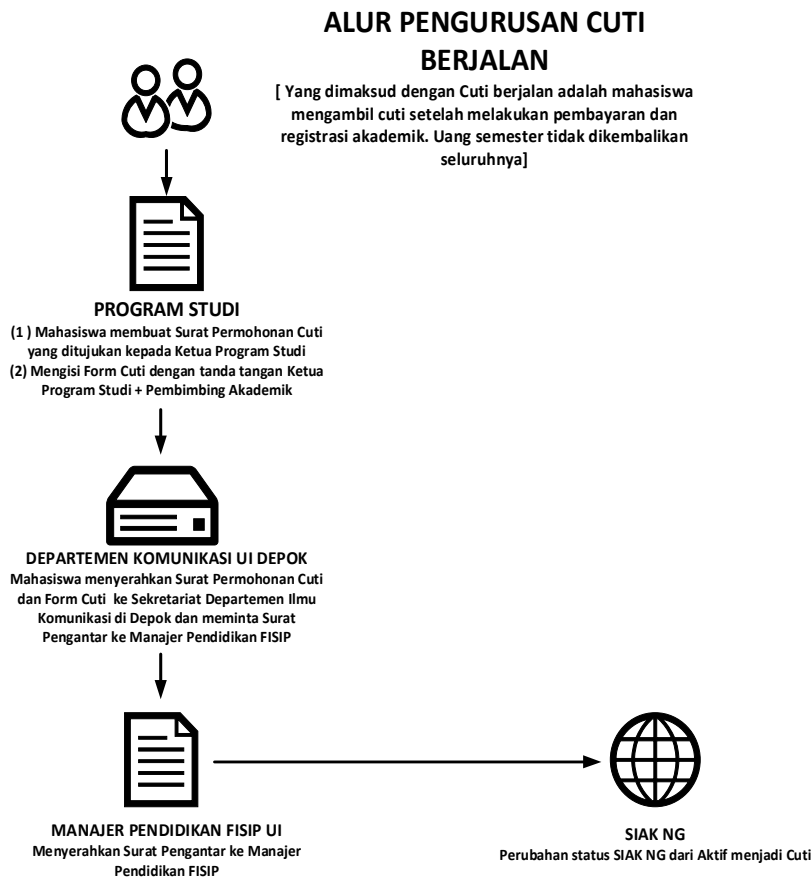 ALUR PENGURUSAN CUTI
BERJALAN
[ Yang dimaksud dengan Cuti berjalan adalah mahasiswa
mengambil cuti setelah melakukan pembayaran dan
registrasi akademik. Uang semester tidak dikembalikan
seluruhnya]
PROGRAM STUDI
(1 ) Mahasiswa membuat Surat Permohonan Cuti
yang ditujukan kepada Ketua Program Studi
(2) Mengisi Form Cuti dengan tanda tangan Ketua
Program Studi + Pembimbing Akademik
DEPARTEMEN KOMUNIKASI UI DEPOK
Mahasiswa menyerahkan Surat Permohonan Cuti
dan Form Cuti ke Sekretariat Departemen Ilmu
Komunikasi di Depok dan meminta Surat
Pengantar ke Manajer Pendidikan FISIP
MANAJER PENDIDIKAN FISIP UI
Menyerahkan Surat Pengantar ke Manajer
Pendidikan FISIP
SIAK NG
Perubahan status SIAK NG dari Aktif menjadi Cuti